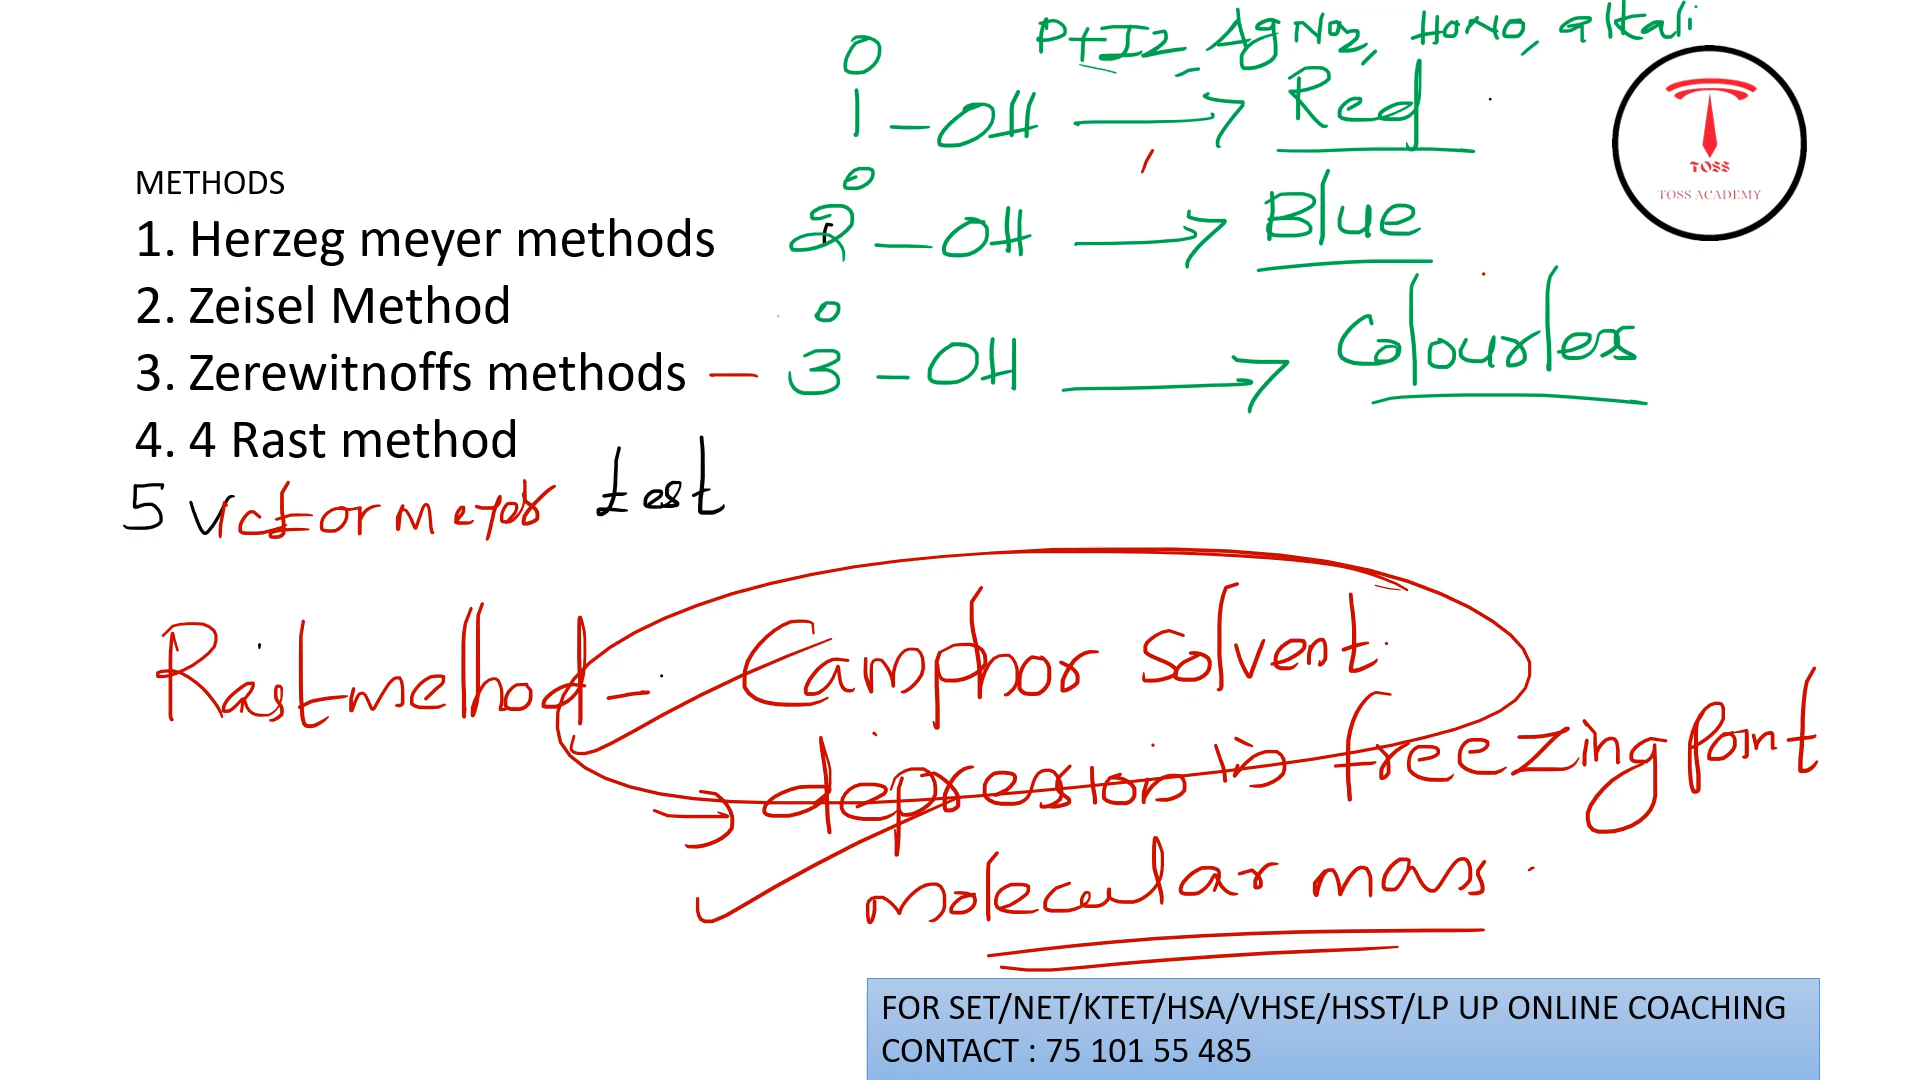 P+I2, AgNO2, HONO, alkali
1° -OH → Red
TOSS
TOSS ACADEMY
METHODS
2° -OH → Blue
1. Herzeg meyer methods
2. Zeisel Method
3. Zerewitnoffs methods - 3° -OH → Colourless
4. 4 Rast method
5 Victor meyer test
Rast method - Camphor solvent.
→ depression in freezing point
molecular mass.
FOR SET/NET/KTET/HSA/VHSE/HSST/LP UP ONLINE COACHING
CONTACT : 75 101 55 485